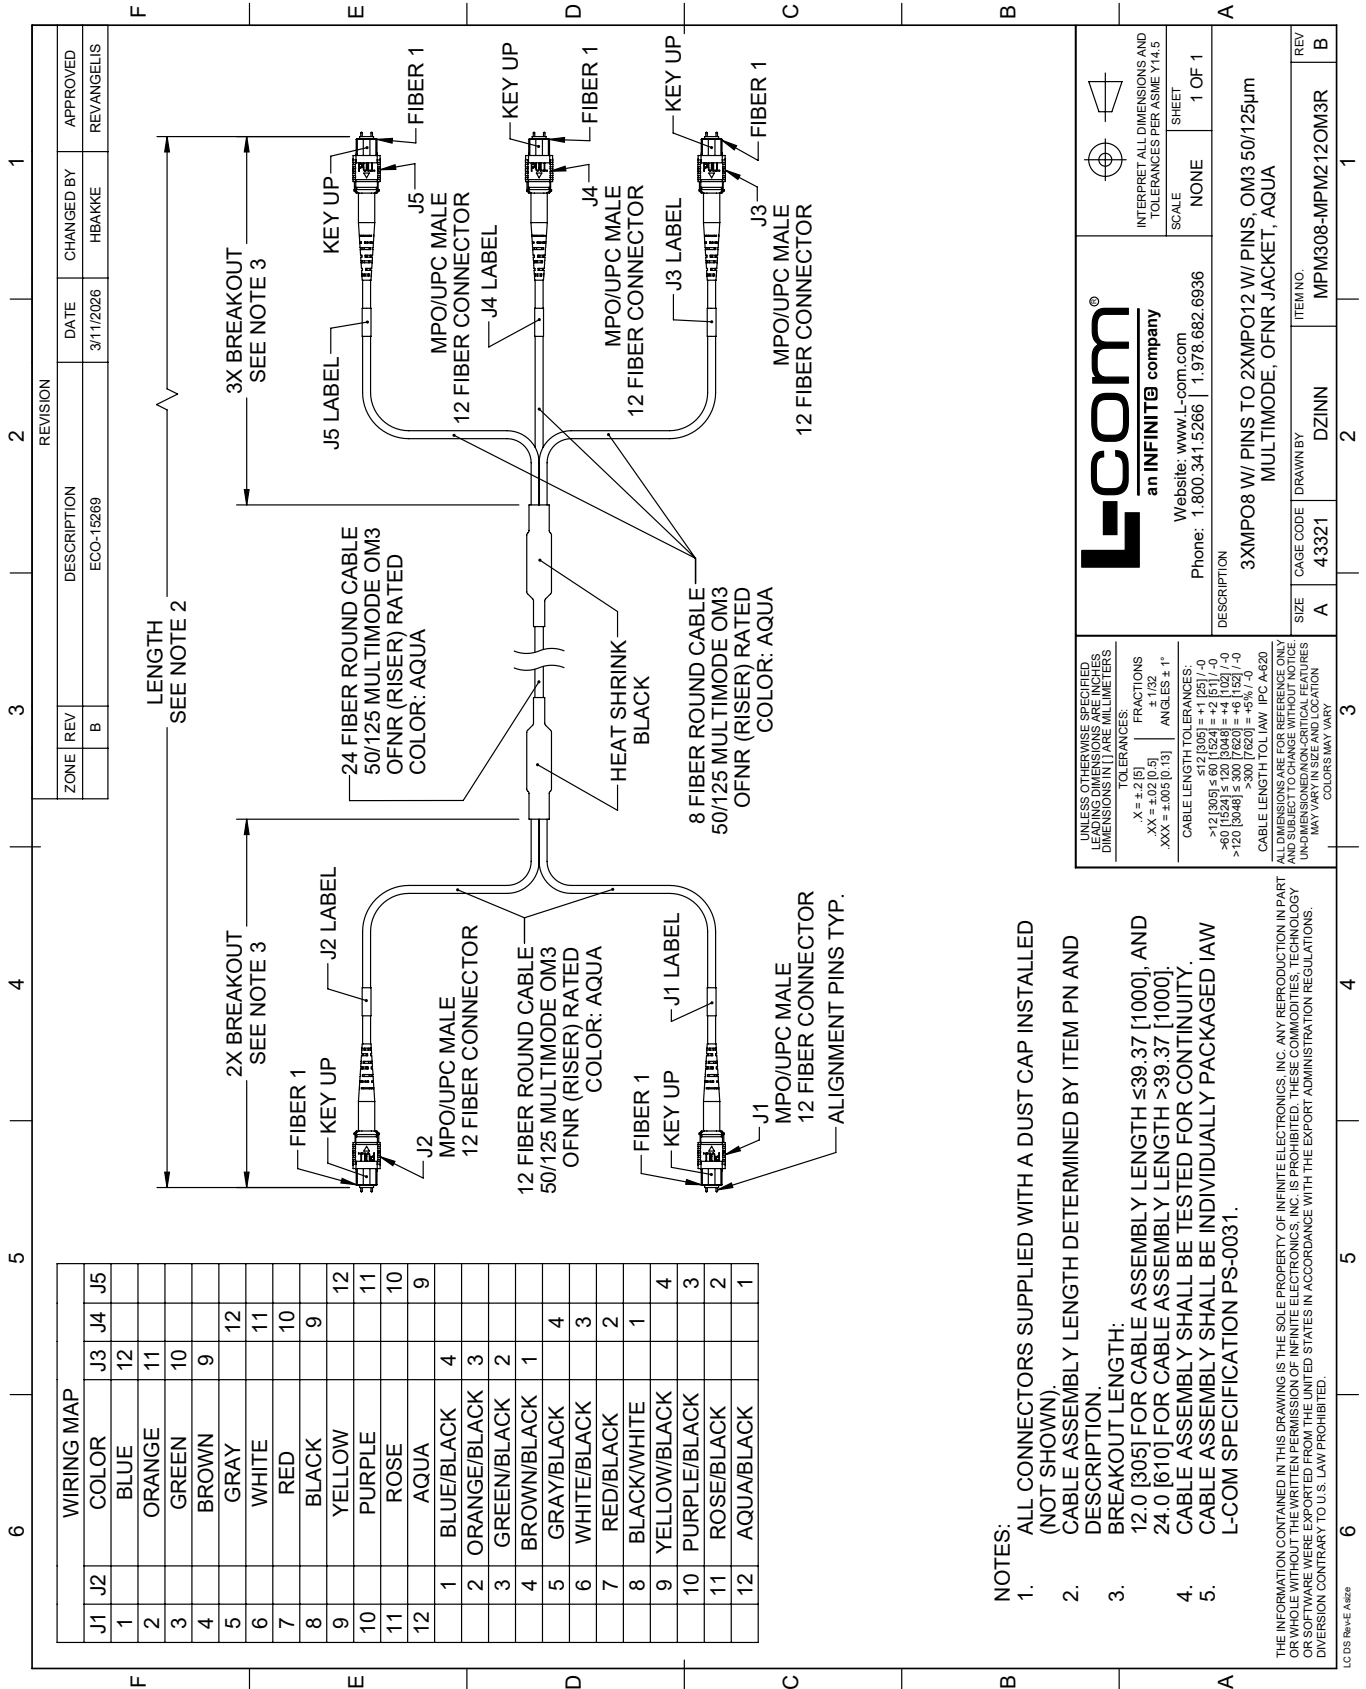 6
5
4
3
2
1
F
E
D
C
B
A
REVISION
ZONE REV DESCRIPTION DATE CHANGED BY APPROVED
B ECO-15269 3/11/2026 HBAKKE REVANGELIS
WIRING MAP
J1 J2 COLOR J3 J4 J5
1 BLUE 12
2 ORANGE 11
3 GREEN 10
4 BROWN 9
5 GRAY 12
6 WHITE 11
7 RED 10
8 BLACK 9
9 YELLOW 12
10 PURPLE 11
11 ROSE 10
12 AQUA 9
1 BLUE/BLACK 4
2 ORANGE/BLACK 3
3 GREEN/BLACK 2
4 BROWN/BLACK 1
5 GRAY/BLACK 4
6 WHITE/BLACK 3
7 RED/BLACK 2
8 BLACK/WHITE 1
9 YELLOW/BLACK 4
10 PURPLE/BLACK 3
11 ROSE/BLACK 2
12 AQUA/BLACK 1
LENGTH
SEE NOTE 2
2X BREAKOUT
SEE NOTE 3
3X BREAKOUT
SEE NOTE 3
FIBER 1
KEY UP
PULL
J2
MPO/UPC MALE
12 FIBER CONNECTOR
J2 LABEL
12 FIBER ROUND CABLE
50/125 MULTIMODE OM3
OFNR (RISER) RATED
COLOR: AQUA
FIBER 1
KEY UP
PULL
J1
MPO/UPC MALE
12 FIBER CONNECTOR
ALIGNMENT PINS TYP.
J1 LABEL
24 FIBER ROUND CABLE
50/125 MULTIMODE OM3
OFNR (RISER) RATED
COLOR: AQUA
HEAT SHRINK
BLACK
8 FIBER ROUND CABLE
50/125 MULTIMODE OM3
OFNR (RISER) RATED
COLOR: AQUA
J5 LABEL
KEY UP
PULL
FIBER 1
J5
MPO/UPC MALE
12 FIBER CONNECTOR
J4 LABEL
KEY UP
PULL
FIBER 1
J4
MPO/UPC MALE
12 FIBER CONNECTOR
J3 LABEL
KEY UP
PULL
FIBER 1
J3
MPO/UPC MALE
12 FIBER CONNECTOR
NOTES:
1. ALL CONNECTORS SUPPLIED WITH A DUST CAP INSTALLED
(NOT SHOWN).
2. CABLE ASSEMBLY LENGTH DETERMINED BY ITEM PN AND
DESCRIPTION.
3. BREAKOUT LENGTH:
12.0 [305] FOR CABLE ASSEMBLY LENGTH ≤39.37 [1000], AND
24.0 [610] FOR CABLE ASSEMBLY LENGTH >39.37 [1000].
4. CABLE ASSEMBLY SHALL BE TESTED FOR CONTINUITY.
5. CABLE ASSEMBLY SHALL BE INDIVIDUALLY PACKAGED IAW
L-COM SPECIFICATION PS-0031.
THE INFORMATION CONTAINED IN THIS DRAWING IS THE SOLE PROPERTY OF INFINITE ELECTRONICS, INC. ANY REPRODUCTION IN PART
OR WHOLE WITHOUT THE WRITTEN PERMISSION OF INFINITE ELECTRONICS, INC. IS PROHIBITED. THESE COMMODITIES, TECHNOLOGY
OR SOFTWARE WERE EXPORTED FROM THE UNITED STATES IN ACCORDANCE WITH THE EXPORT ADMINISTRATION REGULATIONS.
DIVERSION CONTRARY TO U.S. LAW PROHIBITED.
UNLESS OTHERWISE SPECIFIED
LEADING DIMENSIONS ARE INCHES
DIMENSIONS IN [ ] ARE MILLIMETERS
TOLERANCES:
.X = ±.2 [5]
.XX = ±.02 [0.5]
.XXX = ±.005 [0.13]
FRACTIONS
± 1/32
ANGLES ± 1°
CABLE LENGTH TOLERANCES:
≤12 [305] = +1 [25] / -0
>12 [305] ≤ 60 [1524] = +2 [51] / -0
>60 [1524] ≤ 120 [3048] = +4 [102] / -0
>120 [3048] ≤ 300 [7620] = +6 [152] / -0
>300 [7620] = +5% / -0
CABLE LENGTH TOL IAW IPC A-620
ALL DIMENSIONS ARE FOR REFERENCE ONLY
AND SUBJECT TO CHANGE WITHOUT NOTICE.
UN-DIMENSIONED/NON-CRITICAL FEATURES
MAY VARY IN SIZE AND LOCATION
COLORS MAY VARY
L-com®
an INFINITe company
Website: www.L-com.com
Phone: 1.800.341.5266 | 1.978.682.6936
INTERPRET ALL DIMENSIONS AND
TOLERANCES PER ASME Y14.5
SCALE NONE
SHEET 1 OF 1
DESCRIPTION
3XMPO8 W/ PINS TO 2XMPO12 W/ PINS, OM3 50/125µm
MULTIMODE, OFNR JACKET, AQUA
SIZE A
CAGE CODE 43321
DRAWN BY DZINN
ITEM NO. MPM308-MPM212OM3R
REV B
LC DS Rev-E A size
6
5
4
3
2
1
F
E
D
C
B
A